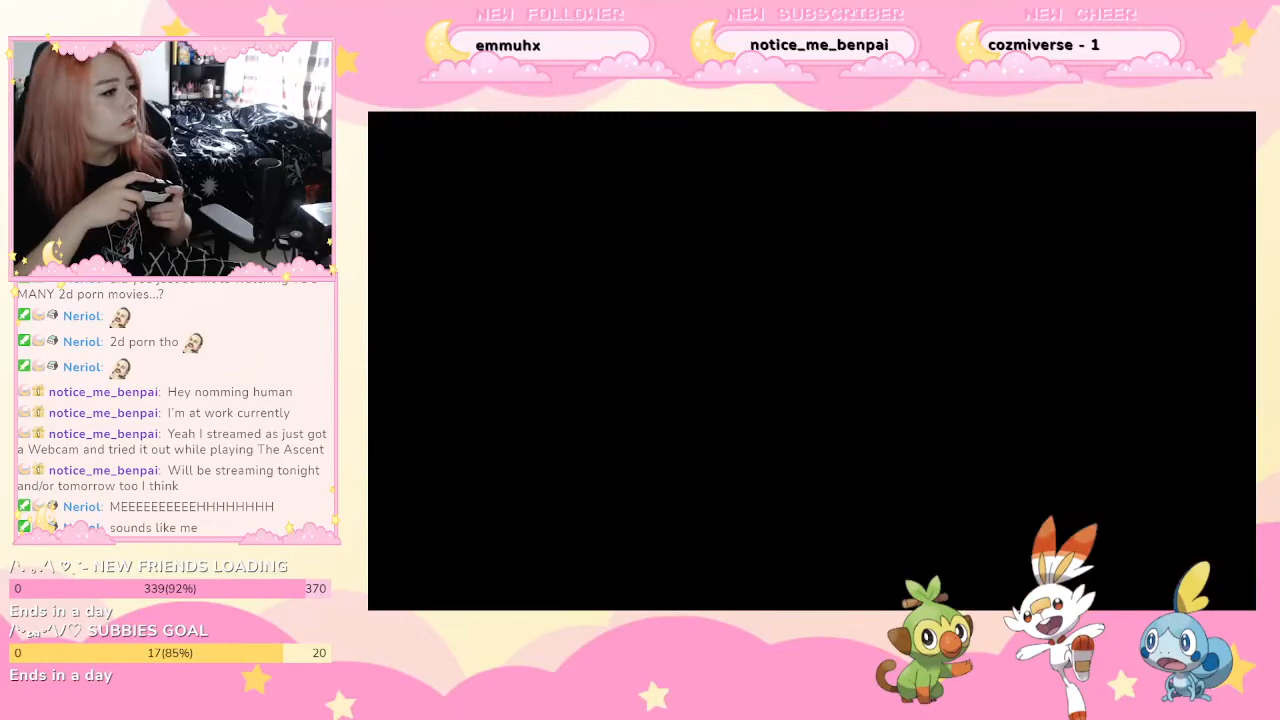 NEW FOLLOWER
NEW SUBSCRIBER
NEW CHEER
emmuhx
notice_me_benpai
cozmiverse - 1
MANY 2d porn movies...?
Neriol:
Neriol: 2d porn tho
Neriol:
notice_me_benpai: Hey nomming human
notice_me_benpai: I'm at work currently
notice_me_benpai: Yeah I streamed as just got
a Webcam and tried it out while playing The Ascent
notice_me_benpai: Will be streaming tonight
and/or tomorrow too I think
Neriol: MEEEEEEEEEEHHHHHHHH
sounds like me
NEW FRIENDS LOADING
0 339(92%) 370
Ends in a day
SUBBIES GOAL
0 17(85%) 20
Ends in a day